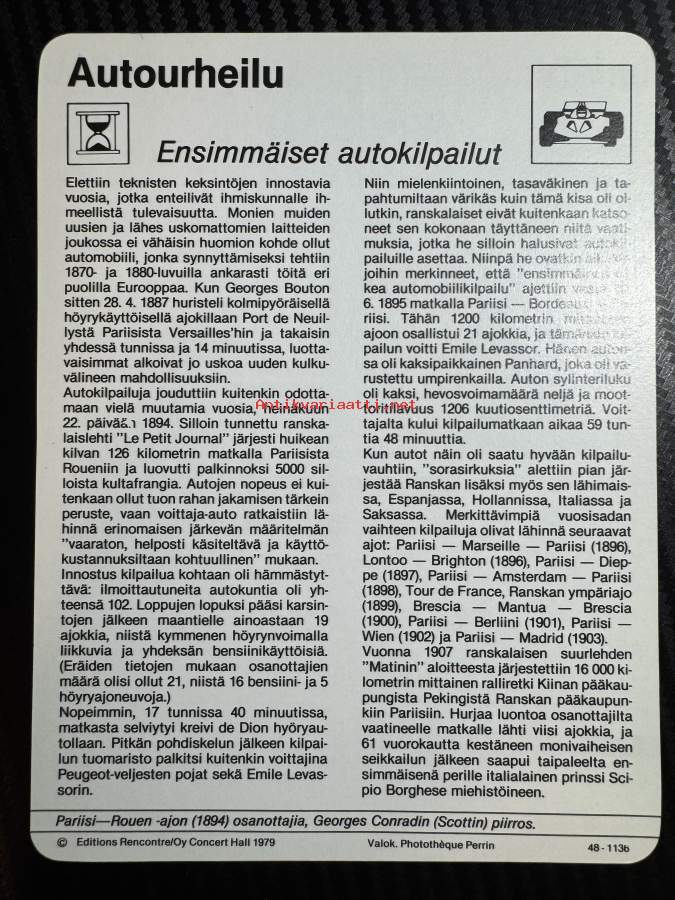 Autourheilu
Ensimmäiset autokilpailut
Elettiin teknisten keksintöjen innostavia
vuosia, jotka enteilivät ihmiskunnalle ih-
meellistä tulevaisuutta. Monien muiden
uusien ja lähes uskomattomien laitteiden
joukossa ei vähäisin huomion kohde ollut
automobiili, jonka synnyttämiseksi tehtiin
1870- ja 1880-luvuilla ankarasti töitä eri
puolilla Eurooppaa. Kun Georges Bouton
sitten 28. 4. 1887 huristeli kolmipyöräisellä
höyrykäyttöisellä ajokillaan Port de Neuil-
lystä Pariisista Versailles'hin ja takaisin
yhdessä tunnissa ja 14 minuutissa, luotta-
vaisimmat alkoivat jo uskoa uuden kulku-
välineen mahdollisuuksiin.
Autokilpailuja jouduttiin kuitenkin odotta-
maan vielä muutamia vuosia, heinäkuun
22. päivään 1894. Silloin tunnettu ranska-
laislehti "Le Petit Journal" järjesti huikean
kilvan 126 kilometrin matkalla Pariisista
Roueniin ja luovutti palkinnoksi 5000 sil-
loista kultafrangia. Autojen nopeus ei kui-
tenkaan ollut tuon rahan jakamisen tärkein
peruste, vaan voittaja-auto ratkaistiin lä-
hinnä erinomaisen järkevän määritelmän
"vaaraton, helposti käsiteltävä ja käyttö-
kustannuksiltaan kohtuullinen" mukaan.
Innostus kilpailua kohtaan oli hämmästyt-
tävä: ilmoittautuneita autokuntia oli yh-
teensä 102. Loppujen lopuksi pääsi karsin-
tojen jälkeen maantielle ainoastaan 19
ajokkia, niistä kymmenen höyrynvoimalla
liikkuvia ja yhdeksän bensiinikäyttöisiä.
(Eräiden tietojen mukaan osanottajien
määrä olisi ollut 21, niistä 16 bensiini- ja 5
höyryajoneuvoja.)
Nopeimmin, 17 tunnissa 40 minuutissa,
matkasta selviytyi kreivi de Dion höyryau-
tollaan. Pitkän pohdiskelun jälkeen kilpai-
lun tuomaristo palkitsi kuitenkin voittajina
Peugeot-veljesten pojat sekä Emile Levas-
sorin.
Niin mielenkiintoinen, tasaväkinen ja ta-
pahtumiltaan värikäs kuin tämä kisa oli ol-
lutkin, ranskalaiset eivät kuitenkaan katso-
neet sen kokonaan täyttäneen niitä vaati-
muksia, jotka he silloin halusivat autokil-
pailuille asettaa. Niinpä he ovatkin
joihin merkinneet, että "ensimmäinen oi-
kea automobiilikilpailu" ajettiin
6. 1895 matkalla Pariisi — Bordeaux — Pa-
riisi. Tähän 1200 kilometrin
ajoon osallistui 21 ajokkia, ja
pailun voitti Emile Levassor. Hänen auton-
sa oli kaksipaikkainen Panhard, joka oli va-
rustettu umpirenkailla. Auton sylinteriluku
oli kaksi, hevosvoimamäärä neljä ja moot-
toritilavuus 1206 kuutiosenttimetriä. Voit-
tajalta kului kilpailumatkaan aikaa 59 tun-
tia 48 minuuttia.
Kun autot näin oli saatu hyvään kilpailu-
vauhtiin, "sorasirkuksia" alettiin pian jär-
jestää Ranskan lisäksi myös sen lähimais-
sa, Espanjassa, Hollannissa, Italiassa ja
Saksassa. Merkittävimpiä vuosisadan
vaihteen kilpailuja olivat lähinnä seuraavat
ajot: Pariisi — Marseille — Pariisi (1896),
Lontoo — Brighton (1896), Pariisi — Diep-
pe (1897), Pariisi — Amsterdam — Pariisi
(1898), Tour de France, Ranskan ympäriajo
(1899), Brescia — Mantua — Brescia
(1900), Pariisi — Berliini (1901), Pariisi —
Wien (1902) ja Pariisi — Madrid (1903).
Vuonna 1907 ranskalaisen suurlehden
"Matinin" aloitteesta järjestettiin 16 000 ki-
lometrin mittainen ralliretki Kiinan pääkau-
pungista Pekingistä Ranskan pääkaupun-
kiin Pariisiin. Hurjaa luontoa osanottajilta
vaatineelle matkalle lähti viisi ajokkia, ja
61 vuorokautta kestäneen monivaiheisen
seikkailun jälkeen saapui taipaleelta en-
simmäisenä perille italialainen prinssi Sci-
pio Borghese miehistöineen.
Antikvariaatti.net
Pariisi—Rouen -ajon (1894) osanottajia, Georges Conradin (Scottin) piirros.
© Editions Rencontre/Oy Concert Hall 1979
Valok. Photothèque Perrin
48 - 113b